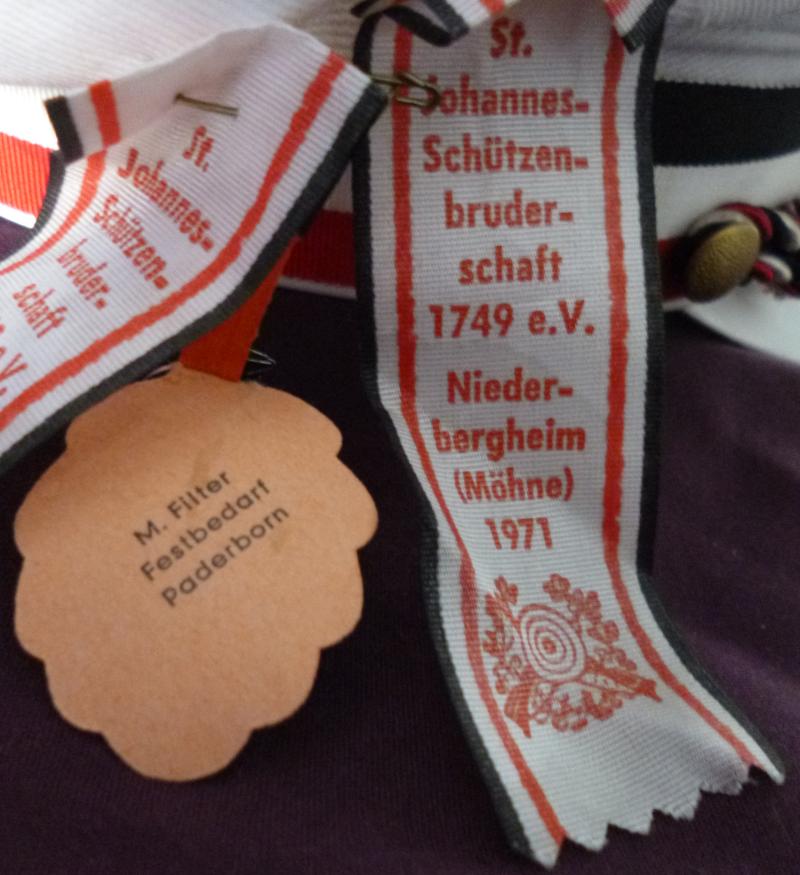 St.
Johannes-
Schützen-
bruder-
schaft
e.V.
St.
Johannes-
Schützen-
bruder-
schaft
1749 e.V.
Nieder-
bergheim
(Möhne)
1971
M. Filter
Festbedarf
Paderborn